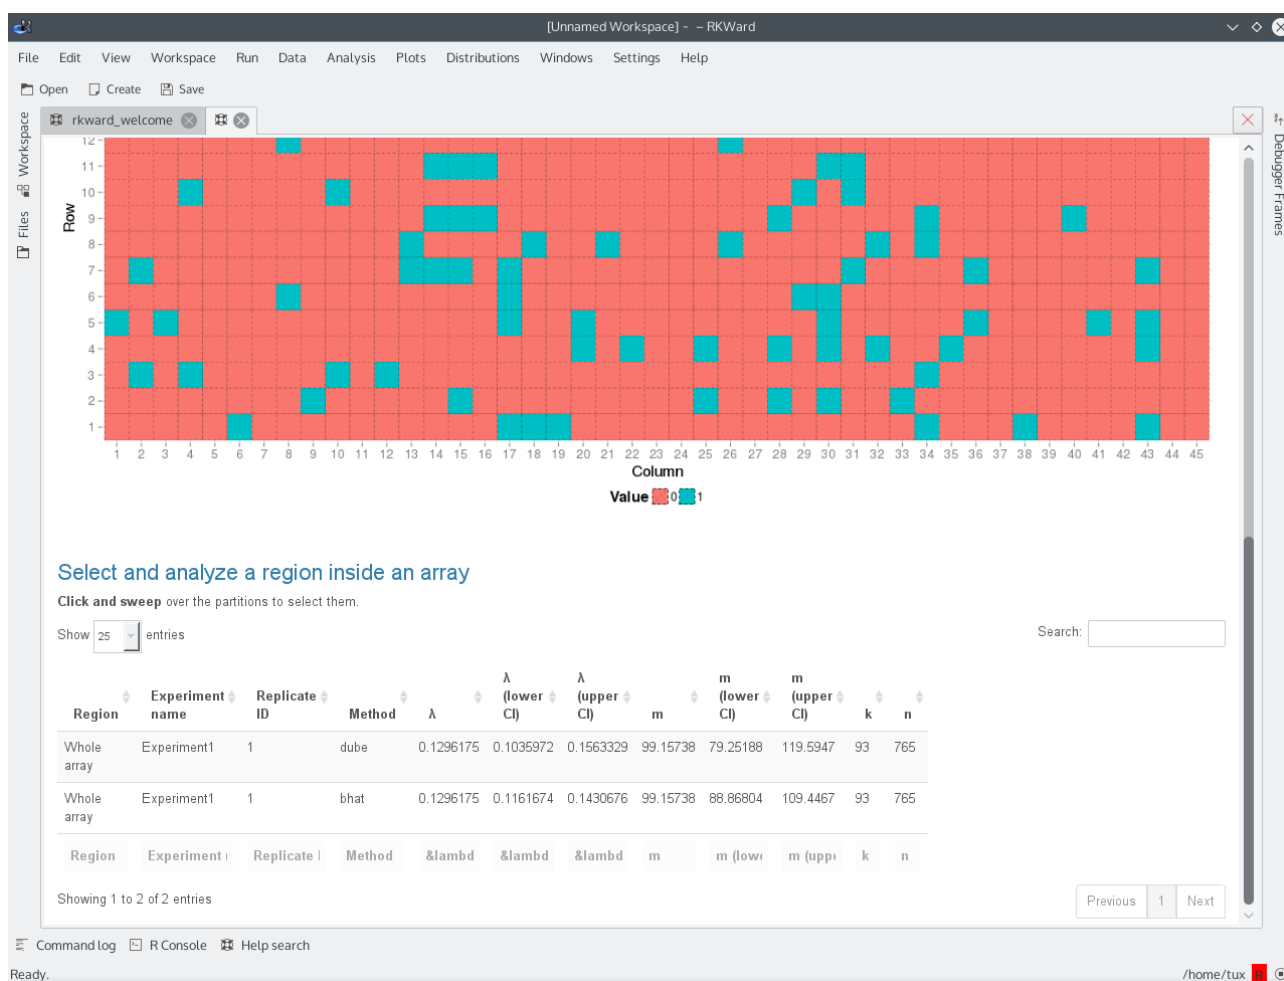 [Unnamed Workspace] - – RKWard
File Edit View Workspace Run Data Analysis Plots Distributions Windows Settings Help
Open Create Save
rkward_welcome
Workspace
Files
Debugger Frames
Row
12
11
10
9
8
7
6
5
4
3
2
1
1 2 3 4 5 6 7 8 9 10 11 12 13 14 15 16 17 18 19 20 21 22 23 24 25 26 27 28 29 30 31 32 33 34 35 36 37 38 39 40 41 42 43 44 45
Column
Value 0 1
Select and analyze a region inside an array
Click and sweep over the partitions to select them.
Show 25 entries Search:
Region Experiment name Replicate ID Method λ λ (lower CI) λ (upper CI) m m (lower CI) m (upper CI) k n
Whole array Experiment1 1 dube 0.1296175 0.1035972 0.1563329 99.15738 79.25188 119.5947 93 765
Whole array Experiment1 1 bhat 0.1296175 0.1161674 0.1430676 99.15738 88.86804 109.4467 93 765
Region Experiment Replicate Method &lambd &lambd &lambd m m (low m (uppe k n
Showing 1 to 2 of 2 entries Previous 1 Next
Command log R Console Help search
Ready. /home/tux R